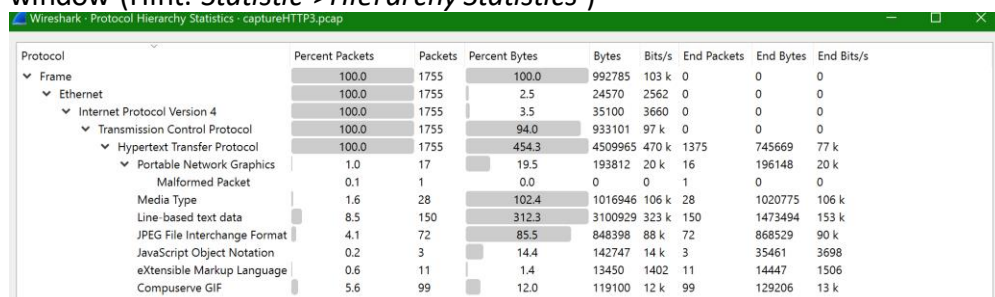 window (Hint: Statistic->Hierarchy Statistics )
Wireshark · Protocol Hierarchy Statistics · captureHTTP3.pcap
Protocol Percent Packets Packets Percent Bytes Bytes Bits/s End Packets End Bytes End Bits/s
Frame 100.0 1755 100.0 992785 103 k 0 0 0
Ethernet 100.0 1755 2.5 24570 2562 0 0 0
Internet Protocol Version 4 100.0 1755 3.5 35100 3660 0 0 0
Transmission Control Protocol 100.0 1755 94.0 933101 97 k 0 0 0
Hypertext Transfer Protocol 100.0 1755 454.3 4509965 470 k 1375 745669 77 k
Portable Network Graphics 1.0 17 19.5 193812 20 k 16 196148 20 k
Malformed Packet 0.1 1 0.0 0 0 1 0 0
Media Type 1.6 28 102.4 1016946 106 k 28 1020775 106 k
Line-based text data 8.5 150 312.3 3100929 323 k 150 1473494 153 k
JPEG File Interchange Format 4.1 72 85.5 848398 88 k 72 868529 90 k
JavaScript Object Notation 0.2 3 14.4 142747 14 k 3 35461 3698
eXtensible Markup Language 0.6 11 1.4 13450 1402 11 14447 1506
Compuserve GIF 5.6 99 12.0 119100 12 k 99 129206 13 k